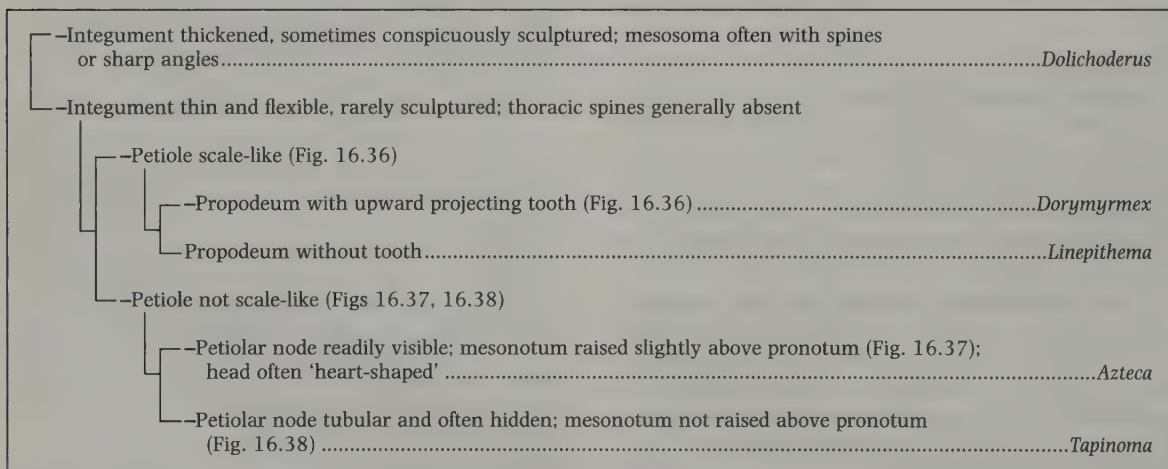 –Integument thickened, sometimes conspicuously sculptured; mesosoma often with spines
or sharp angles....................Dolichoderus
–Integument thin and flexible, rarely sculptured; thoracic spines generally absent
–Petiole scale-like (Fig. 16.36)
–Propodeum with upward projecting tooth (Fig. 16.36)....................Dorymyrmex
Propodeum without tooth....................Linepithema
–Petiole not scale-like (Figs 16.37, 16.38)
–Petiolar node readily visible; mesonotum raised slightly above pronotum (Fig. 16.37);
head often 'heart-shaped'....................Azteca
–Petiolar node tubular and often hidden; mesonotum not raised above pronotum
(Fig. 16.38)....................Tapinoma